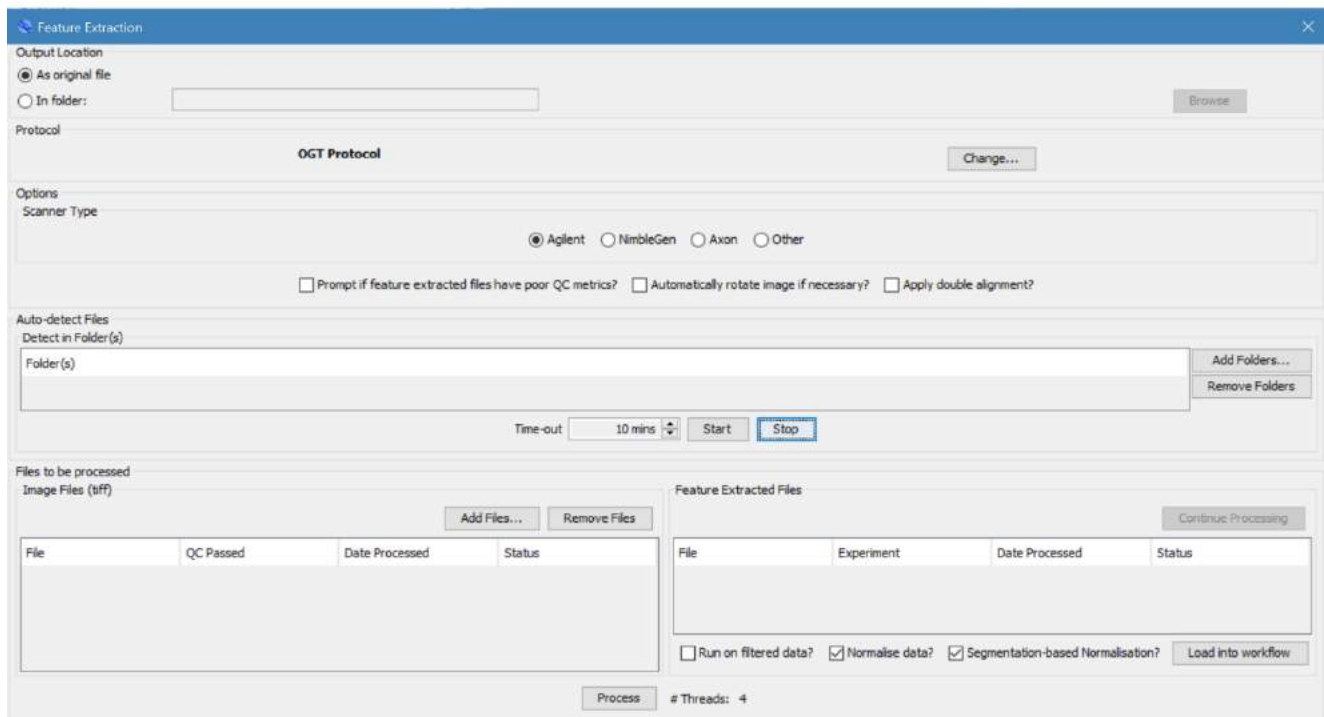 Feature Extraction
Output Location
As original file
In folder:
Browse
Protocol
OGT Protocol
Change...
Options
Scanner Type
Agilent NimbleGen Axon Other
Prompt if feature extracted files have poor QC metrics? Automatically rotate image if necessary? Apply double alignment?
Auto-detect Files
Detect in Folder(s)
Folder(s)
Add Folders...
Remove Folders
Time-out 10 mins Start Stop
Files to be processed
Image Files (tiff)
Add Files... Remove Files
File QC Passed Date Processed Status
Feature Extracted Files
Continue Processing
File Experiment Date Processed Status
Run on filtered data? Normalise data? Segmentation-based Normalisation? Load into workflow
Process # Threads: 4